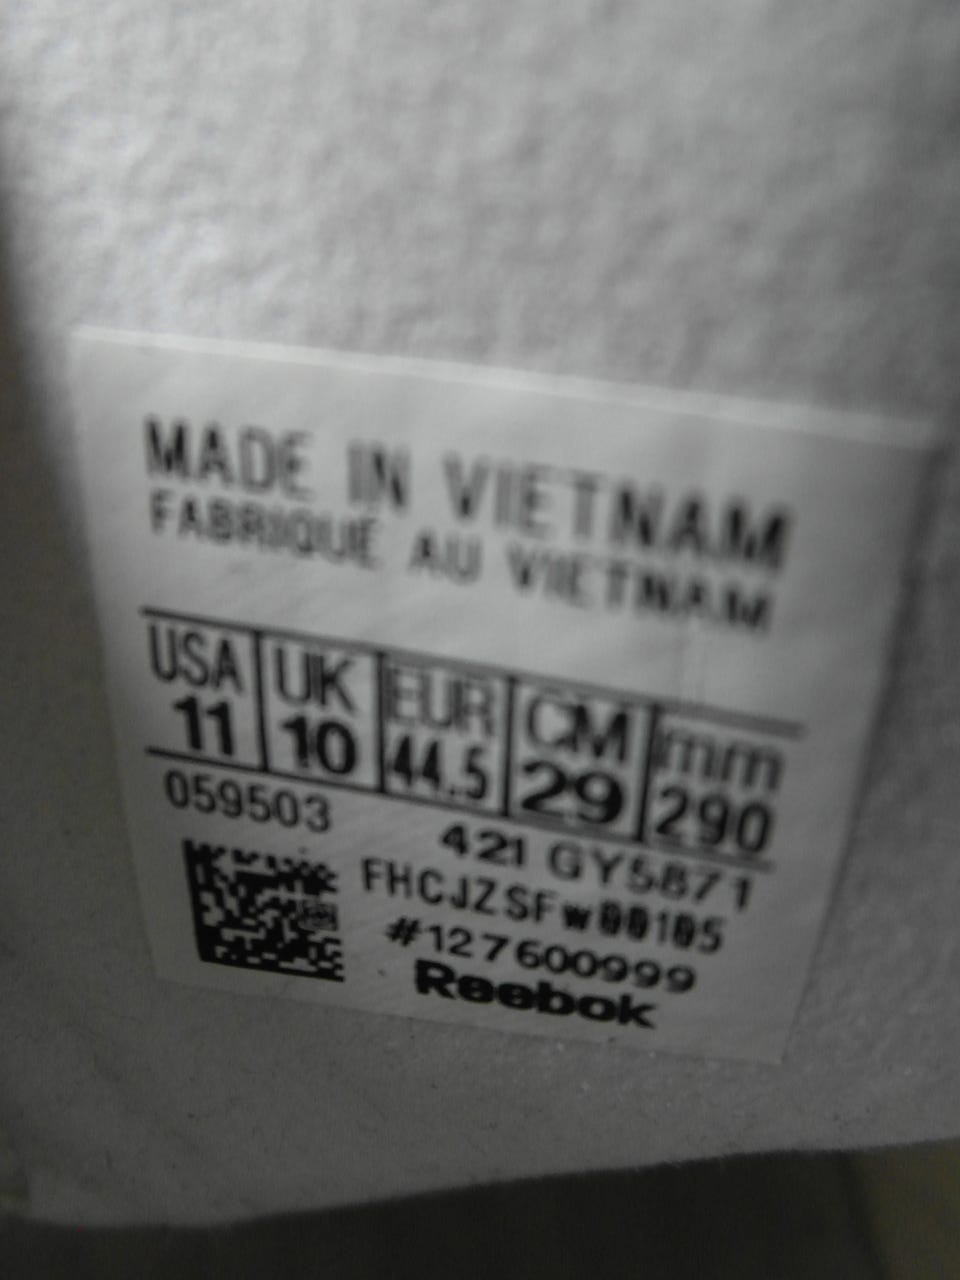 MADE IN VIETNAM
FABRIQUÉ AU VIETNAM
USA UK EUR CM mm
11 10 44.5 29 290
059503 421 GY5871
FHCJZSFw00105
#127600999
Reebok